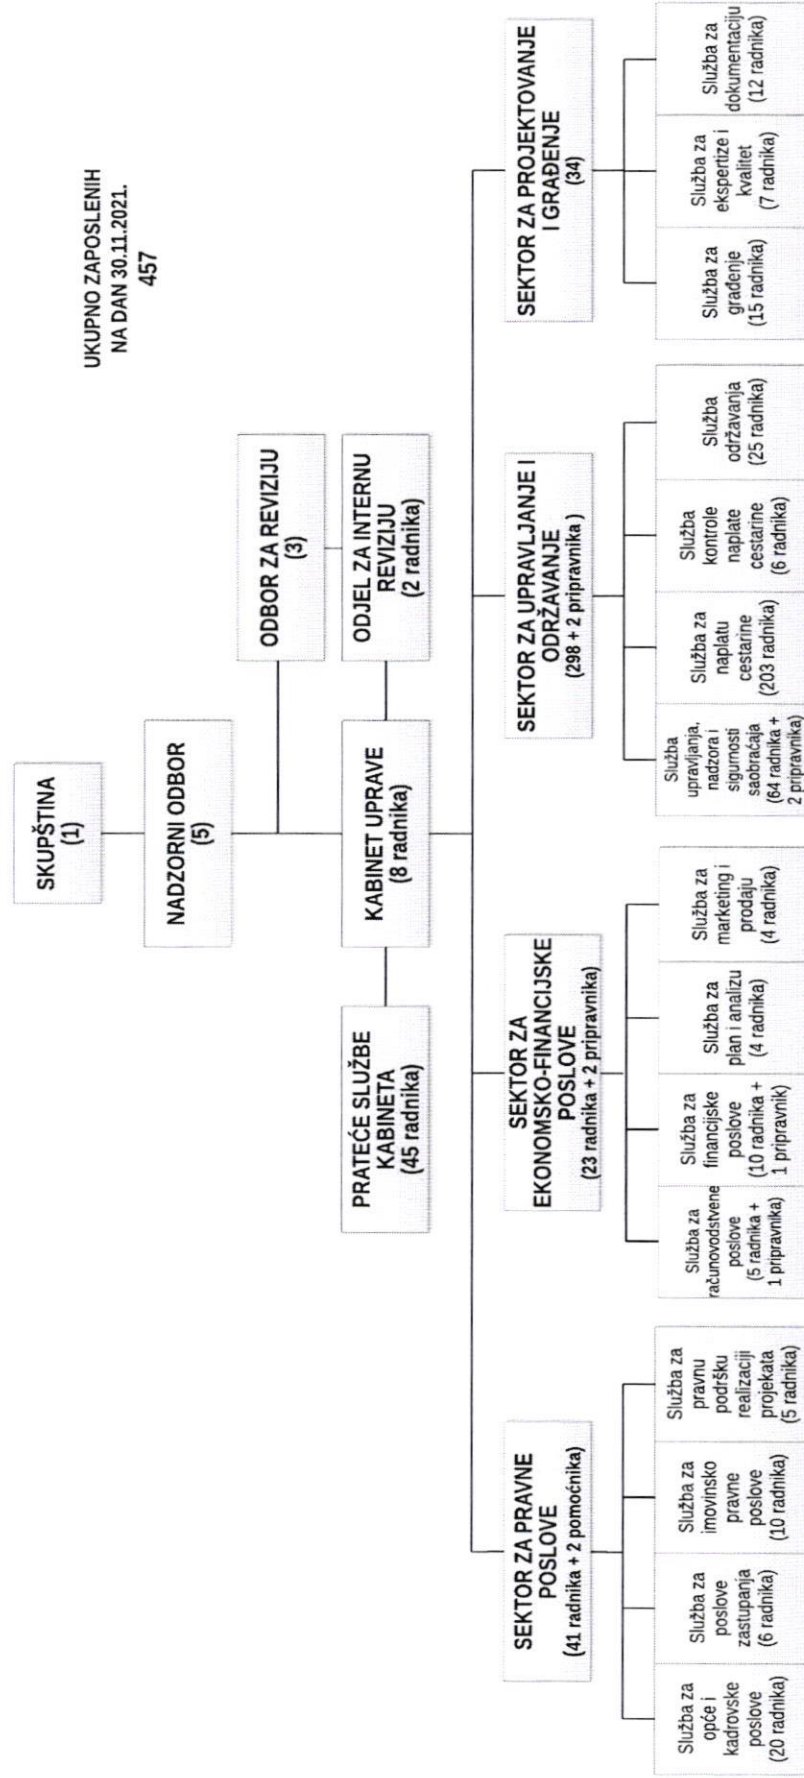 UKUPNO ZAPOSLENIH
NA DAN 30.11.2021.
457
SKUPŠTINA
(1)
NADZORNI ODBOR
(5)
ODBOR ZA REVIZIJU
(3)
PRATEĆE SLUŽBE
KABINETA
(45 radnika)
KABINET UPRAVE
(8 radnika)
ODJEL ZA INTERNU
REVIZIJU
(2 radnika)
SEKTOR ZA PRAVNE
POSLOVE
(41 radnika + 2 pomoćnika)
SEKTOR ZA
EKONOMSKO-FINANCIJSKE
POSLOVE
(23 radnika + 2 pripravnika)
SEKTOR ZA UPRAVLJANJE I
ODRŽAVANJE
(298 + 2 pripravnika )
SEKTOR ZA PROJEKTOVANJE
I GRAĐENJE
(34)
Služba za
opće i
kadrovske
poslove
(20 radnika)
Služba za
poslove
zastupanja
(6 radnika)
Služba za
imovinsko
pravne
poslove
(10 radnika)
Služba za
pravnu
podršku
realizaciji
projekata
(5 radnika)
Služba za
računovodstvene
poslove
(5 radnika +
1 pripravnika)
Služba za
financijske
poslove
(10 radnika +
1 pripravnik)
Služba za
plan i analizu
(4 radnika)
Služba za
marketing i
prodaju
(4 radnika)
Služba
upravljanja,
nadzora i
sigurnosti
saobraćaja
(64 radnika +
2 pripravnika)
Služba za
naplatu
cestarine
(203 radnika)
Služba
kontrole
naplate
cestarine
(6 radnika)
Služba
održavanja
(25 radnika)
Služba za
građenje
(15 radnika)
Služba za
ekspertize i
kvalitet
(7 radnika)
Služba za
dokumentaciju
(12 radnika)